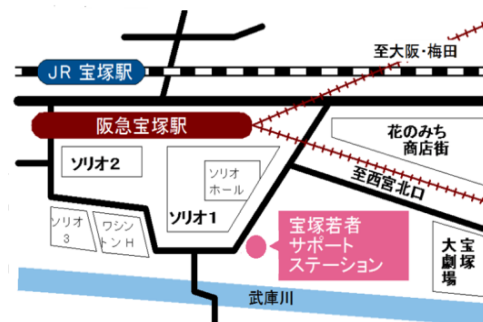 至大阪・梅田
JR 宝塚駅
阪急宝塚駅
花のみち
商店街
ソリオ2
ソリオ
ホール
至西宮北口
ソリオ1
ソリオ
3
ワシン
トンH
宝塚若者
サポート
ステーション
宝塚
大劇場
武庫川